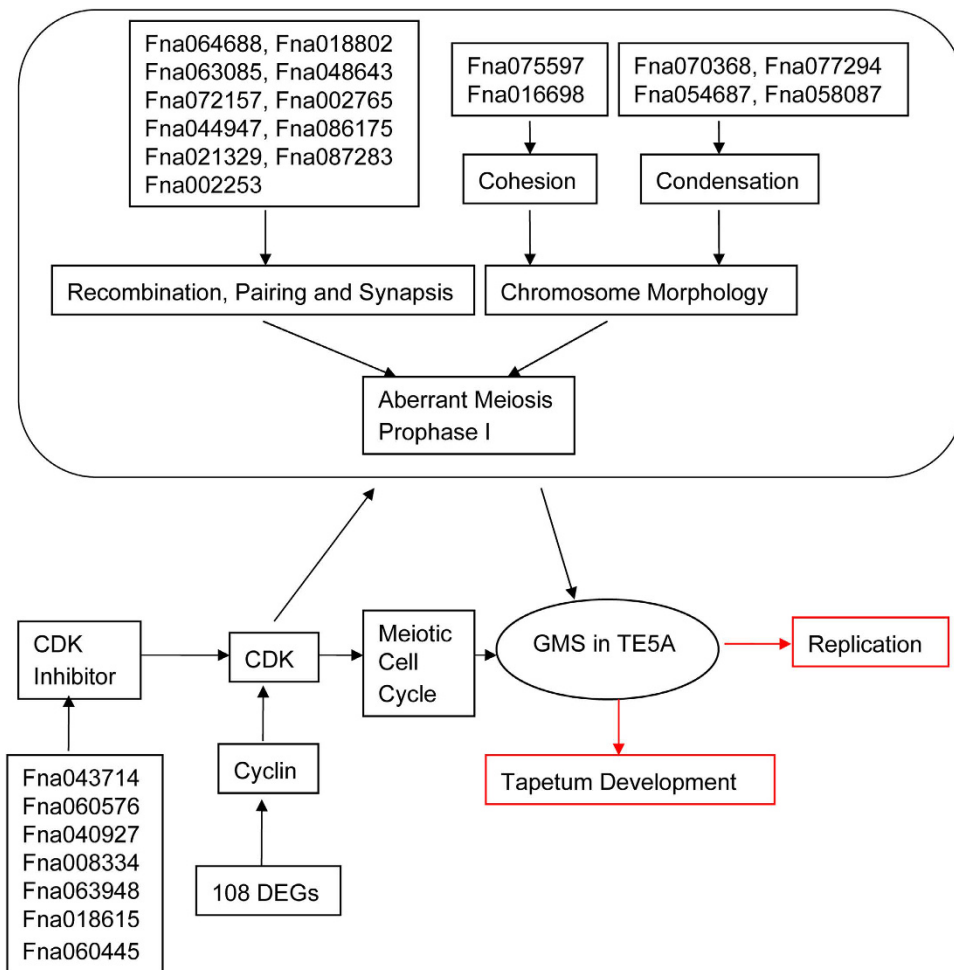 Fna064688, Fna018802
Fna063085, Fna048643
Fna072157, Fna002765
Fna044947, Fna086175
Fna021329, Fna087283
Fna002253
Fna075597
Fna016698
Fna070368, Fna077294
Fna054687, Fna058087
Cohesion
Condensation
Recombination, Pairing and Synapsis
Chromosome Morphology
Aberrant Meiosis
Prophase I
CDK
Inhibitor
CDK
Meiotic
Cell
Cycle
GMS in TE5A
Replication
Cyclin
Tapetum Development
Fna043714
Fna060576
Fna040927
Fna008334
Fna063948
Fna018615
Fna060445
108 DEGs